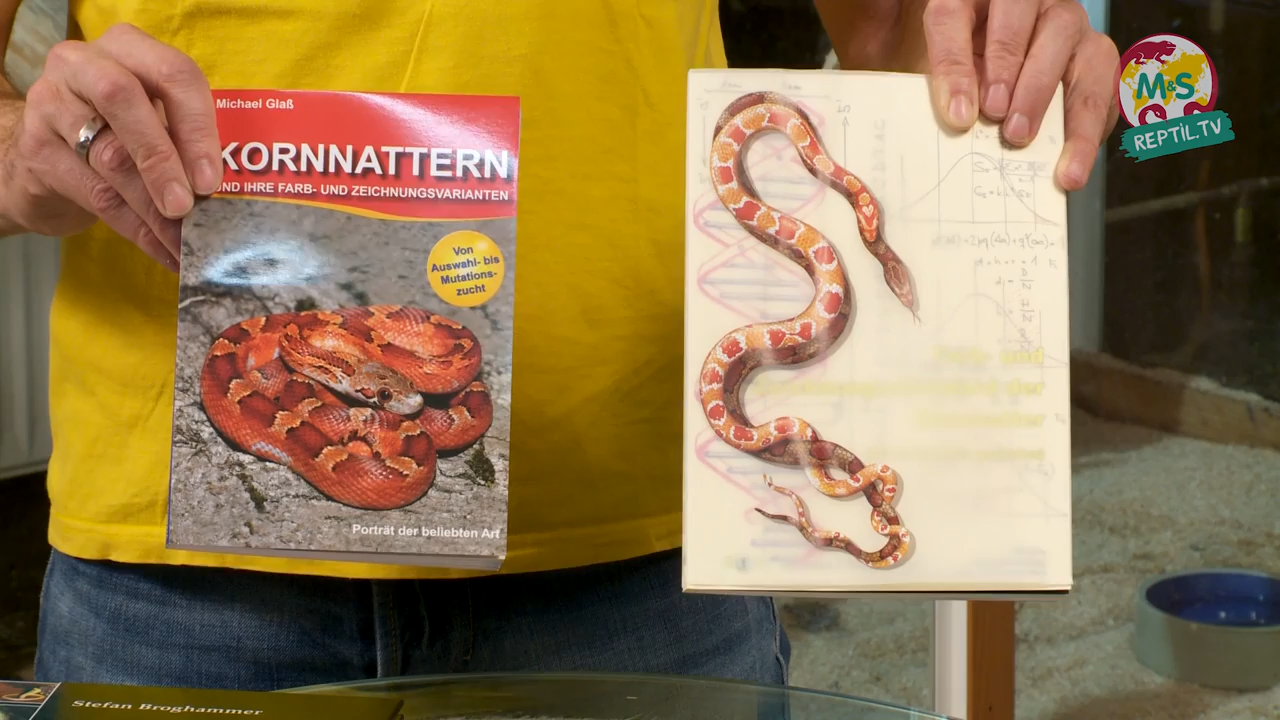 Michael Glaß
KORNNATTERN
UND IHRE FARB- UND ZEICHNUNGSVARIANTEN
Von
Auswahl- bis
Mutations-
zucht
Porträt der beliebten Art
M&S
REPTIL.TV
Stefan Broghammer